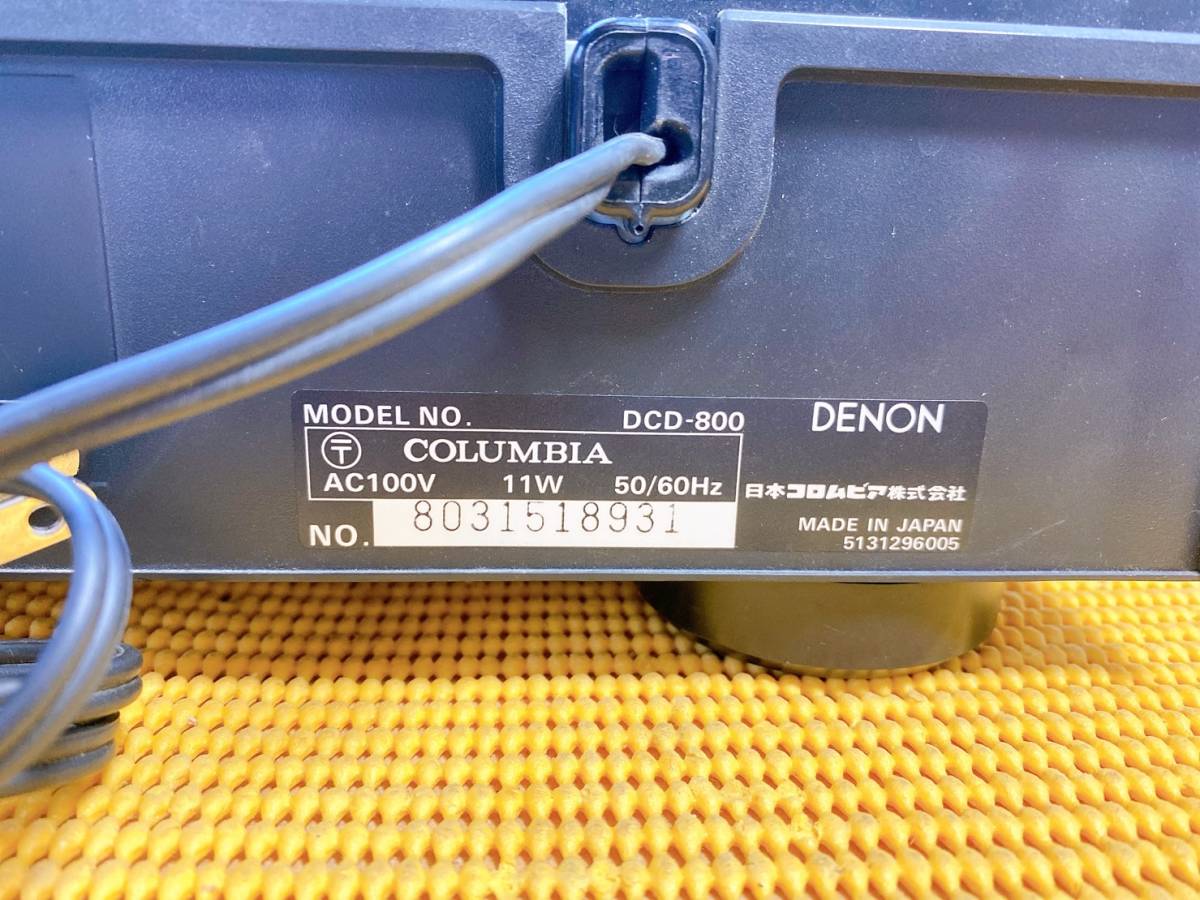 MODEL NO. DCD-800
〒 COLUMBIA
AC100V 11W 50/60Hz
NO. 8031518931
DENON
日本コロムビア株式会社
MADE IN JAPAN
5131296005